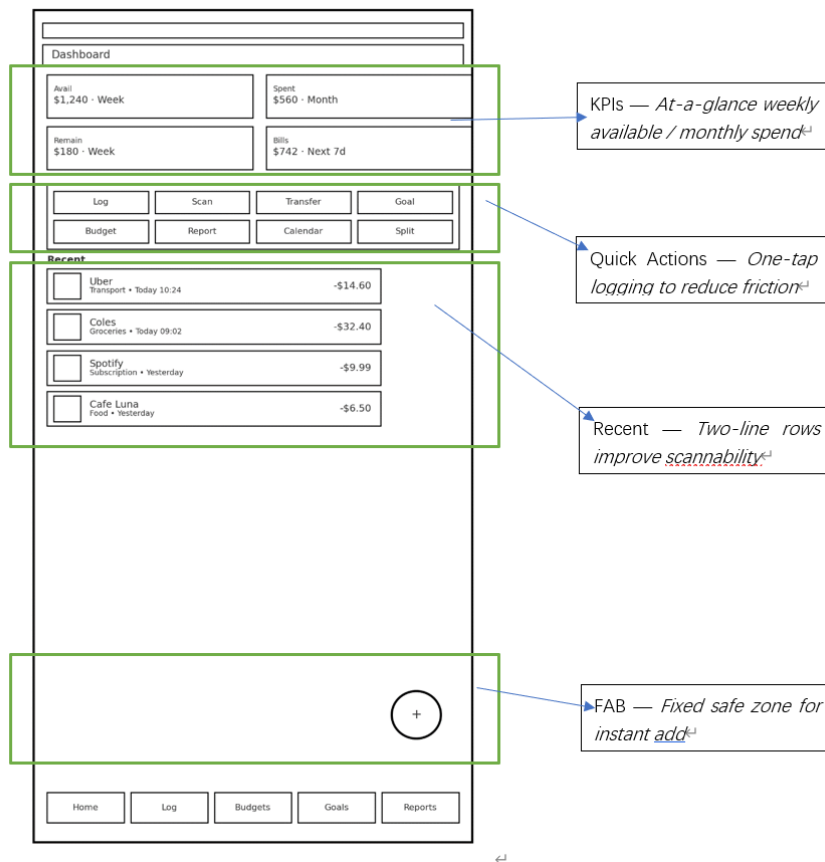 Dashboard
Avail
$1,240 · Week
Spent
$560 · Month
Remain
$180 · Week
Bills
$742 · Next 7d
Log
Scan
Transfer
Goal
Budget
Report
Calendar
Split
Recent
Uber
Transport • Today 10:24
-$14.60
Coles
Groceries • Today 09:02
-$32.40
Spotify
Subscription • Yesterday
-$9.99
Cafe Luna
Food • Yesterday
-$6.50
+
Home
Log
Budgets
Goals
Reports
KPIs — At-a-glance weekly
available / monthly spend
Quick Actions — One-tap
logging to reduce friction
Recent — Two-line rows
improve scannability
FAB — Fixed safe zone for
instant add